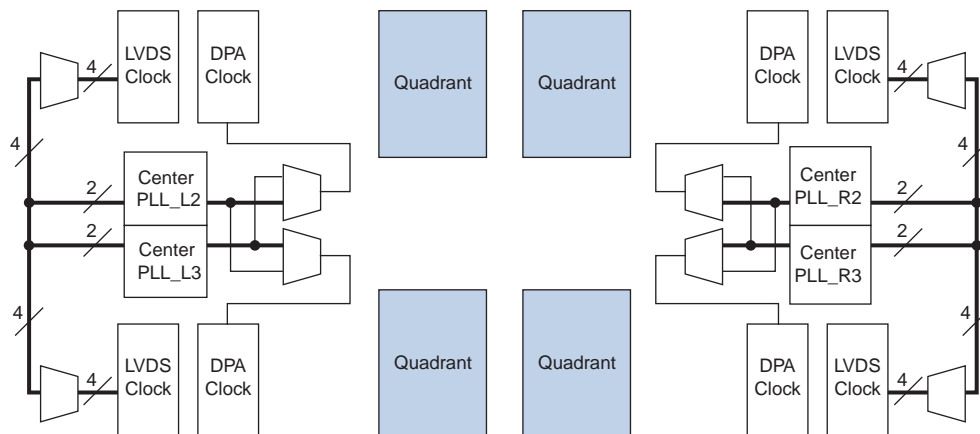 LVDS
Clock
DPA
Clock
Quadrant
Quadrant
DPA
Clock
LVDS
Clock
4
4
4
4
2
Center
PLL_L2
Center
PLL_R2
2
2
Center
PLL_L3
Center
PLL_R3
2
4
4
4
LVDS
Clock
DPA
Clock
Quadrant
Quadrant
DPA
Clock
LVDS
Clock
4